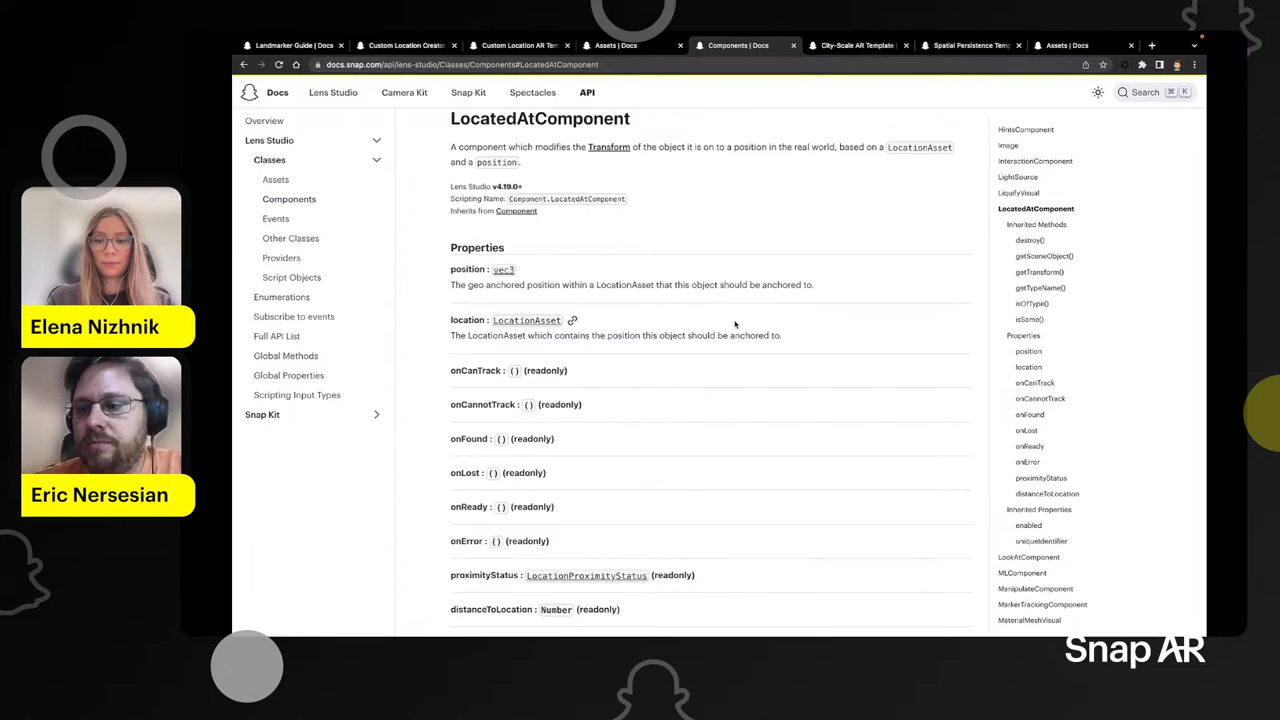 Landmarker Guide | Docs
Custom Location Creator
Custom Location AR Tem
Assets | Docs
Components | Docs
City-Scale AR Template
Spatial Persistence Temp
Assets | Docs
docs.snap.com/api/lens-studio/Classes/Components#LocatedAtComponent
Docs
Lens Studio
Camera Kit
Snap Kit
Spectacles
API
Search ⌘ K
Overview
Lens Studio
Classes
Assets
Components
Events
Other Classes
Providers
Script Objects
Enumerations
Subscribe to events
Full API List
Global Methods
Global Properties
Scripting Input Types
Snap Kit
LocatedAtComponent
A component which modifies the Transform of the object it is on to a position in the real world, based on a LocationAsset
and a position.
Lens Studio v4.19.0+
Scripting Name: Component.LocatedAtComponent
Inherits from Component
Properties
position : vec3
The geo anchored position within a LocationAsset that this object should be anchored to.
location : LocationAsset
The LocationAsset which contains the position this object should be anchored to.
onCanTrack : () (readonly)
onCannotTrack : () (readonly)
onFound : () (readonly)
onLost : () (readonly)
onReady : () (readonly)
onError : () (readonly)
proximityStatus : LocationProximityStatus (readonly)
distanceToLocation : Number (readonly)
HintsComponent
Image
InteractionComponent
LightSource
LiquifyVisual
LocatedAtComponent
Inherited Methods
destroy()
getSceneObject()
getTransform()
getTypeName()
isOfType()
isSame()
Properties
position
location
onCanTrack
onCannotTrack
onFound
onLost
onReady
onError
proximityStatus
distanceToLocation
Inherited Properties
enabled
uniqueIdentifier
LookAtComponent
MLComponent
ManipulateComponent
MarkerTrackingComponent
MaterialMeshVisual
Elena Nizhnik
Eric Nersesian
Snap AR